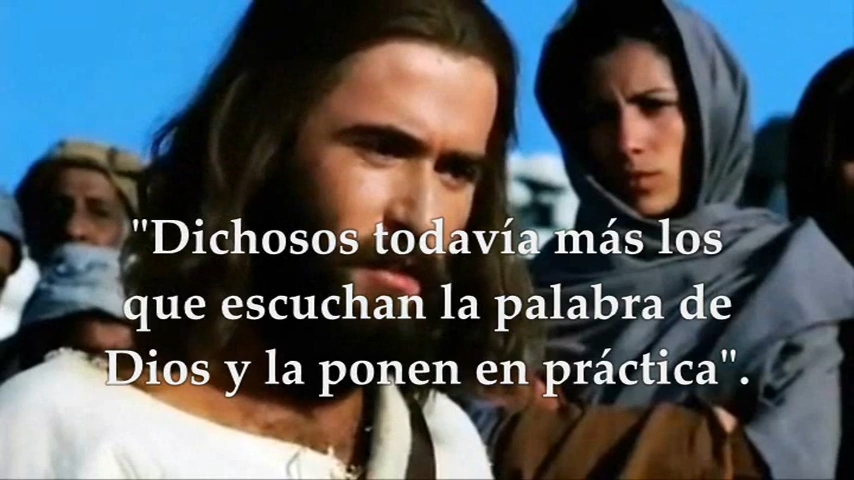 "Dichosos todavía más los
que escuchan la palabra de
Dios y la ponen en práctica".